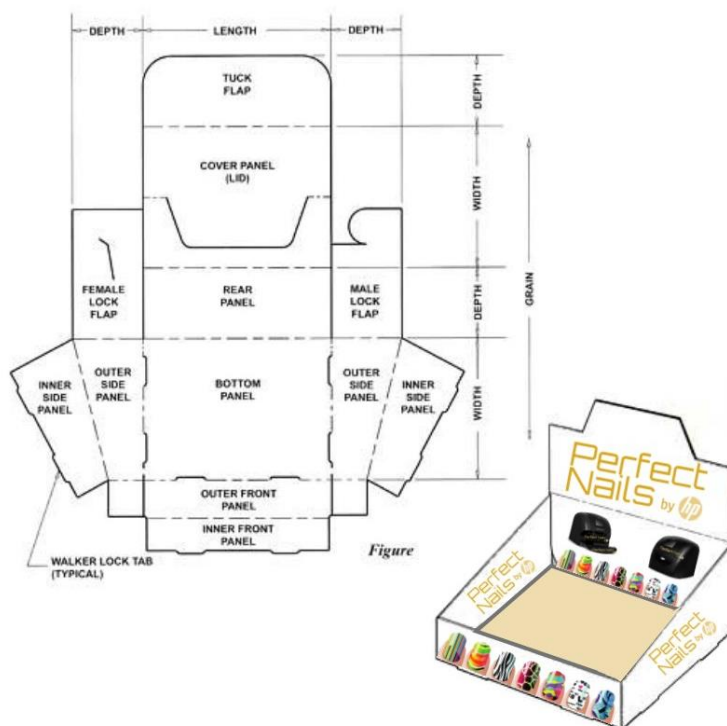 DEPTH
LENGTH
DEPTH
TUCK
FLAP
DEPTH
COVER PANEL
(LID)
WIDTH
GRAIN
FEMALE
LOCK
FLAP
REAR
PANEL
MALE
LOCK
FLAP
DEPTH
INNER
SIDE
PANEL
OUTER
SIDE
PANEL
BOTTOM
PANEL
OUTER
SIDE
PANEL
INNER
SIDE
PANEL
WIDTH
OUTER FRONT
PANEL
INNER FRONT
PANEL
WALKER LOCK TAB
(TYPICAL)
Figure
Perfect
Nails
by hp
Perfect
Nails by hp
Perfect
Nails by hp